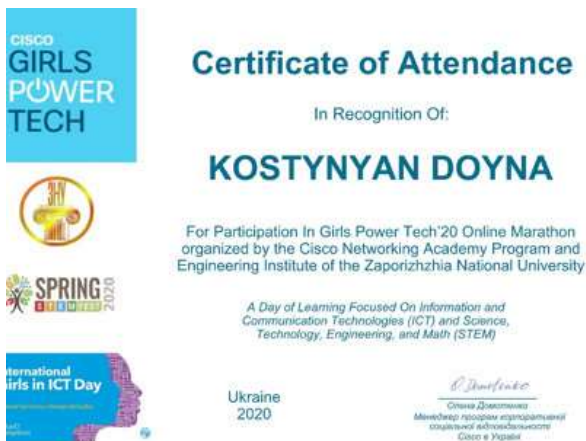 CISCO
GIRLS
POWER
TECH
Certificate of Attendance
In Recognition Of:
KOSTYNYAN DOYNA
ЗНУ
For Participation In Girls Power Tech'20 Online Marathon
organized by the Cisco Networking Academy Program and
Engineering Institute of the Zaporizhzhia National University
SPRING
2020
A Day of Learning Focused On Information and
Communication Technologies (ICT) and Science,
Technology, Engineering, and Math (STEM)
nternational
irls in ICT Day
Ukraine
2020
Олена Домотенко
Менеджер програм корпоративної
соціальної відповідальності
Cisco в Україні